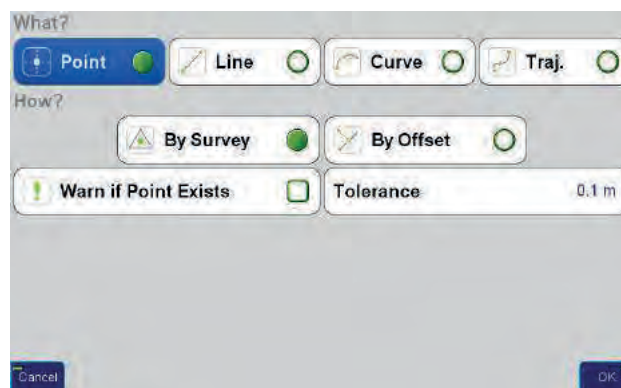 What?
Point Line Curve Traj.
How?
By Survey By Offset
Warn if Point Exists Tolerance 0.1 m
Cancel OK